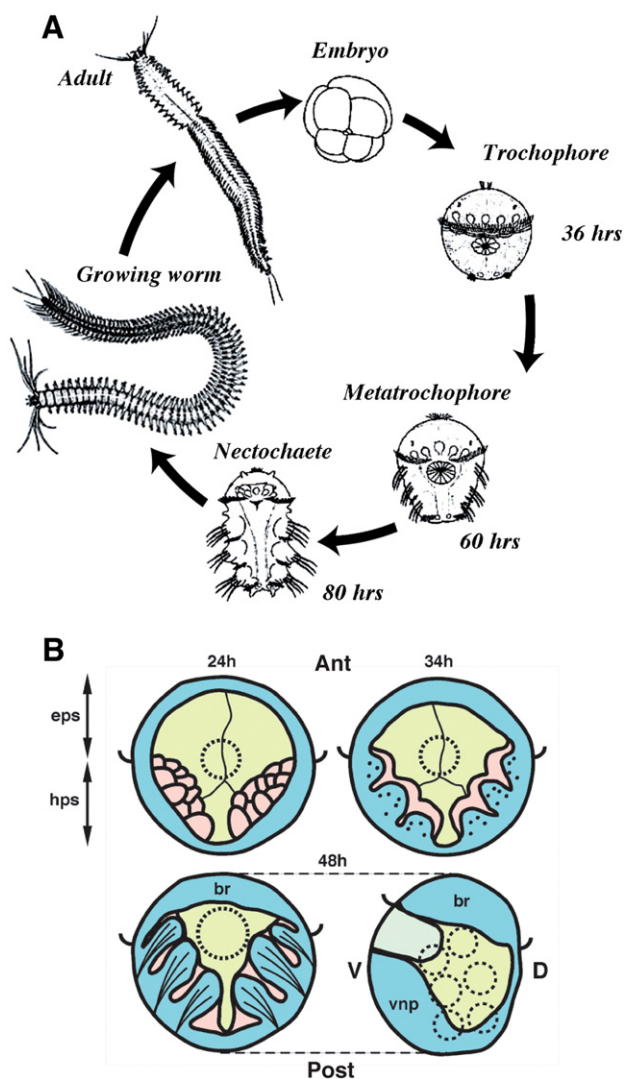 A
Adult
Embryo
Trochophore
36 hrs
Growing worm
Metatrochophore
Nectochaete
60 hrs
80 hrs
B
24h
Ant
34h
eps
hps
48h
br
br
V
D
vnp
Post